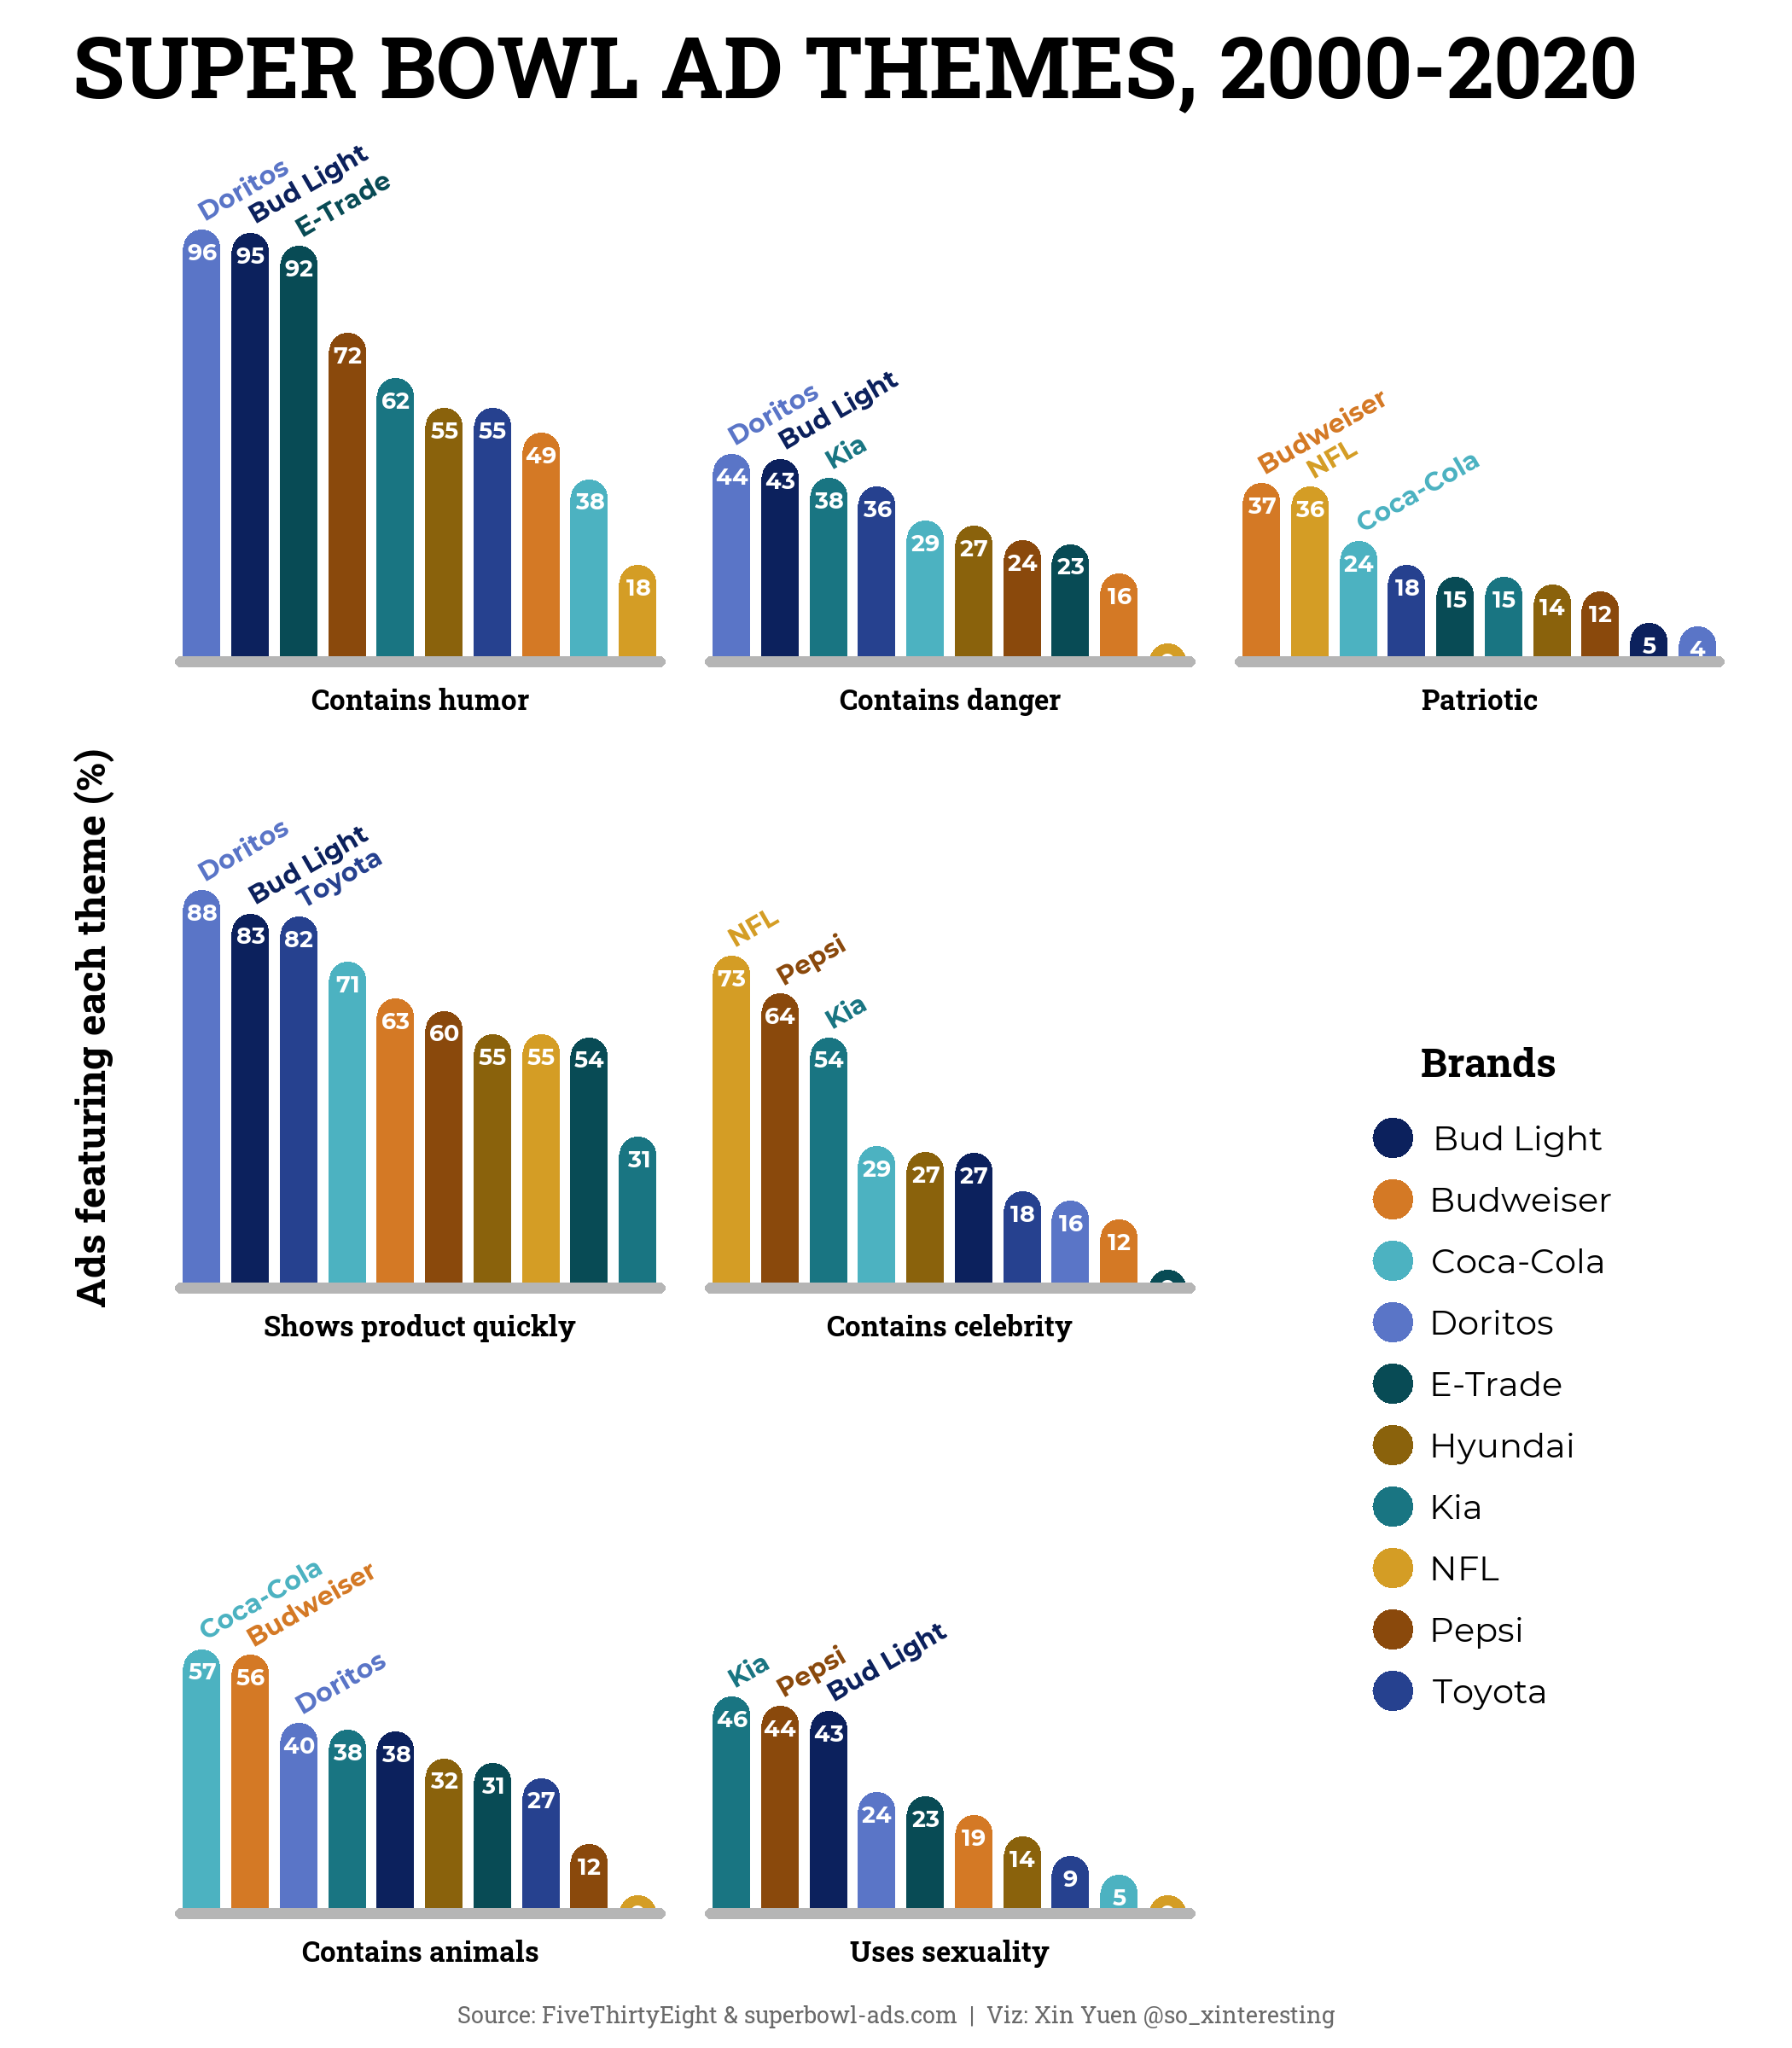 SUPER BOWL AD THEMES, 2000-2020
Ads featuring each theme (%)
Doritos
Bud Light
E-Trade
96 95 92 72 62 55 55 49 38 18
Contains humor
Doritos
Bud Light
Kia
44 43 38 36 29 27 24 23 16
Contains danger
Budweiser
NFL
Coca-Cola
37 36 24 18 15 15 14 12 5 4
Patriotic
Doritos
Bud Light
Toyota
88 83 82 71 63 60 55 55 54 31
Shows product quickly
NFL
Pepsi
Kia
73 64 54 29 27 27 18 16 12
Contains celebrity
Brands
Bud Light
Budweiser
Coca-Cola
Doritos
E-Trade
Hyundai
Kia
NFL
Pepsi
Toyota
Coca-Cola
Budweiser
Doritos
57 56 40 38 38 32 31 27 12
Contains animals
Kia
Pepsi
Bud Light
46 44 43 24 23 19 14 9 5
Uses sexuality
Source: FiveThirtyEight & superbowl-ads.com | Viz: Xin Yuen @so_xinteresting